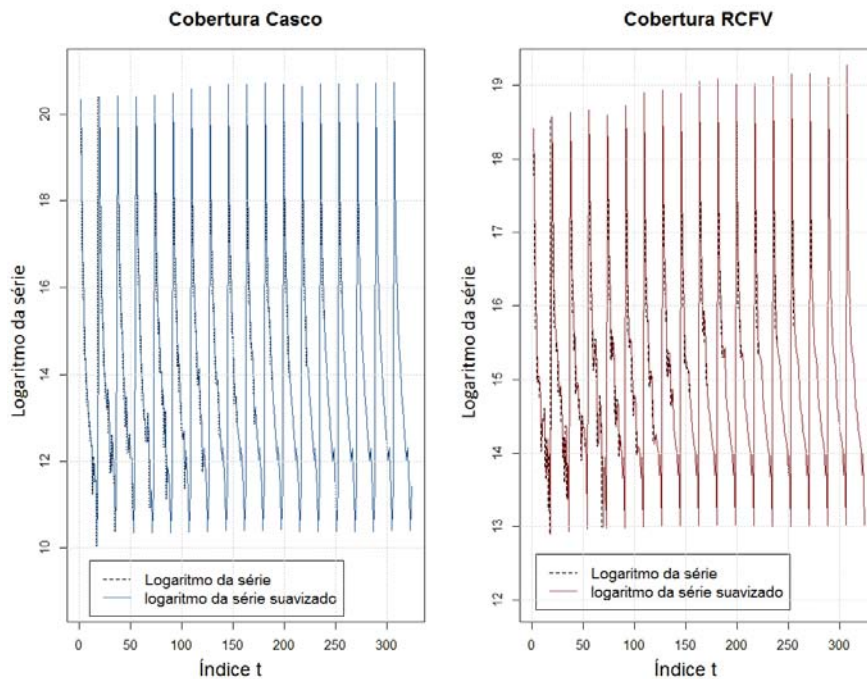 Cobertura Casco
Logaritmo da série
20
18
16
14
12
10
Logaritmo da série
logaritmo da série suavizado
0 50 100 150 200 250 300
Índice t
Cobertura RCFV
Logaritmo da série
19
18
17
16
15
14
13
12
Logaritmo da série
logaritmo da série suavizado
0 50 100 150 200 250 300
Índice t